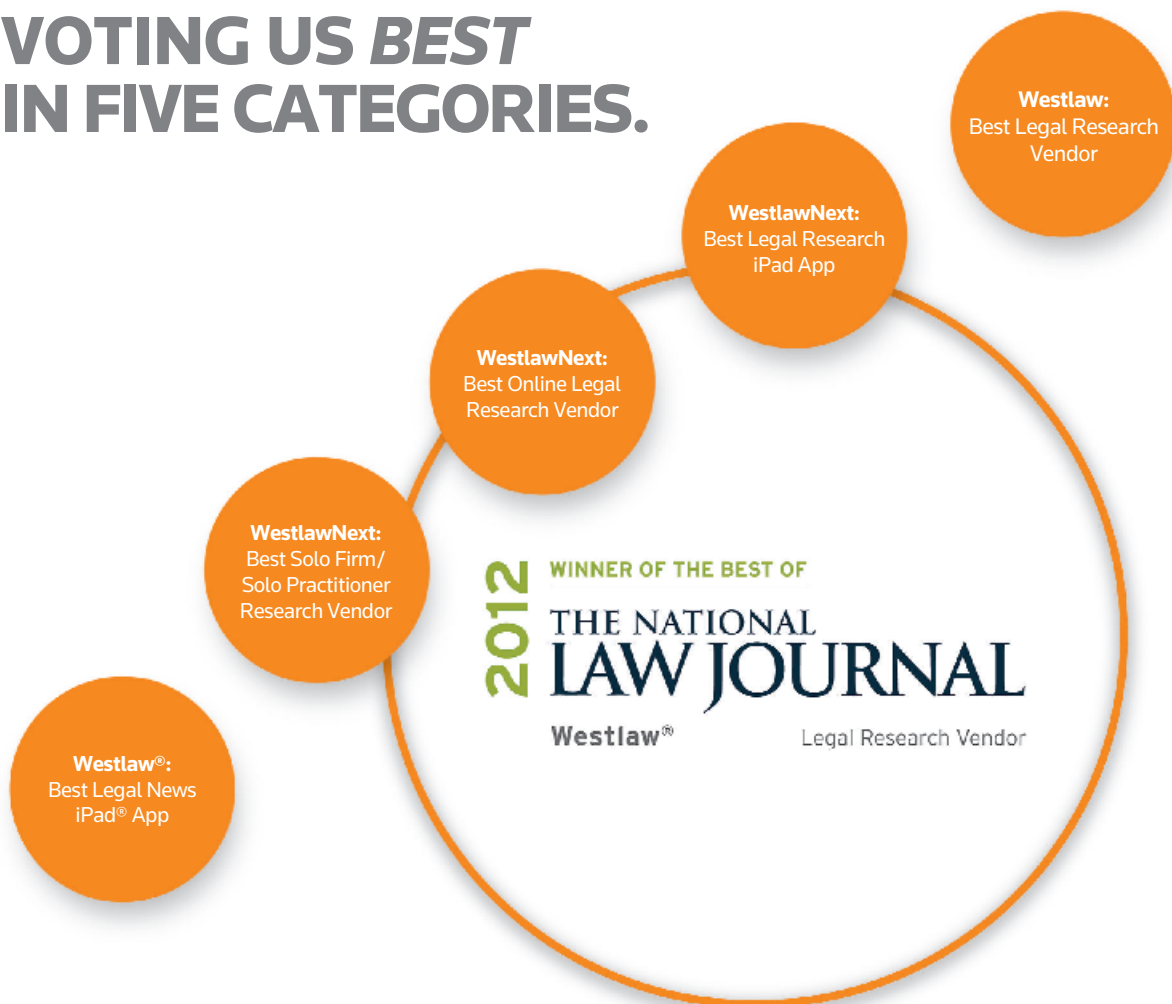 VOTING US BEST
IN FIVE CATEGORIES.
Westlaw:
Best Legal Research
Vendor
WestlawNext:
Best Legal Research
iPad App
WestlawNext:
Best Online Legal
Research Vendor
WestlawNext:
Best Solo Firm/
Solo Practitioner
Research Vendor
Westlaw®:
Best Legal News
iPad® App
2012
WINNER OF THE BEST OF
THE NATIONAL
LAW JOURNAL
Westlaw® Legal Research Vendor